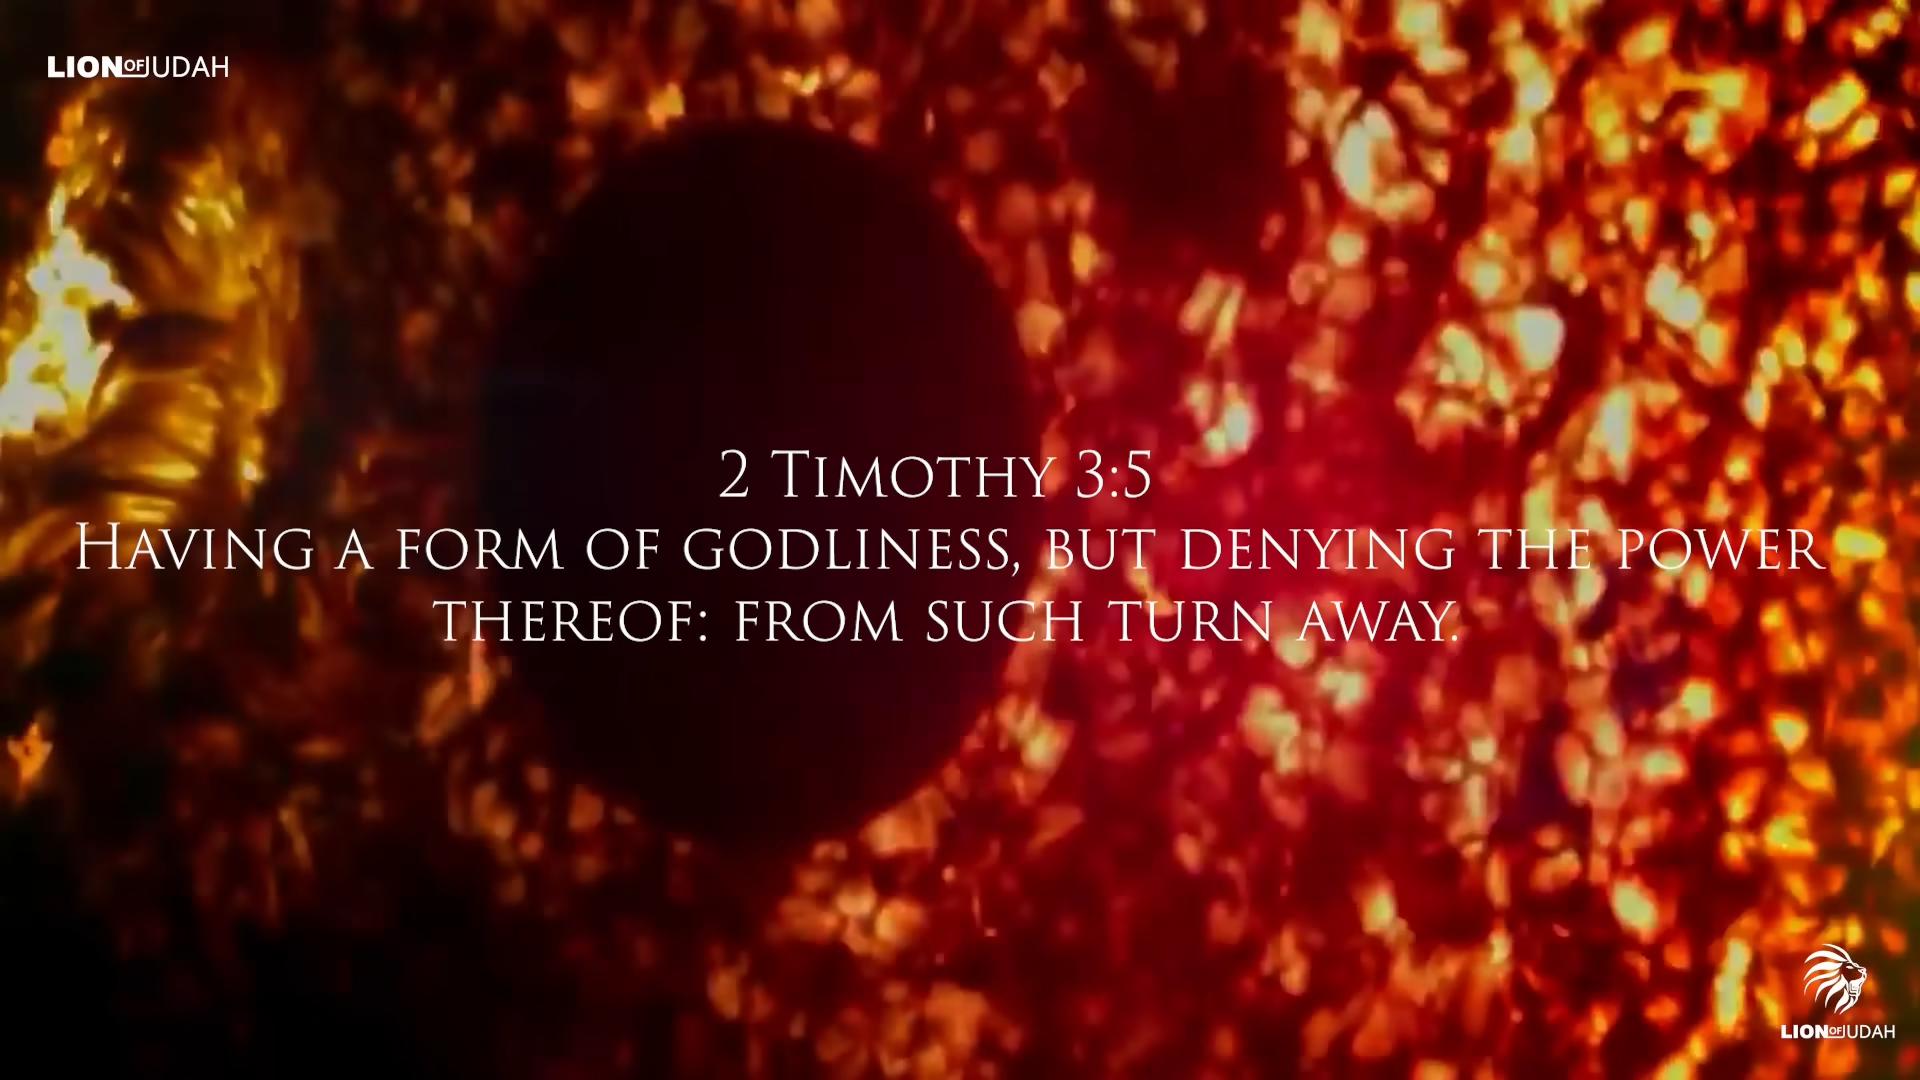 LION OF JUDAH
2 Timothy 3:5
Having a form of godliness, but denying the power
thereof: from such turn away.
LION OF JUDAH